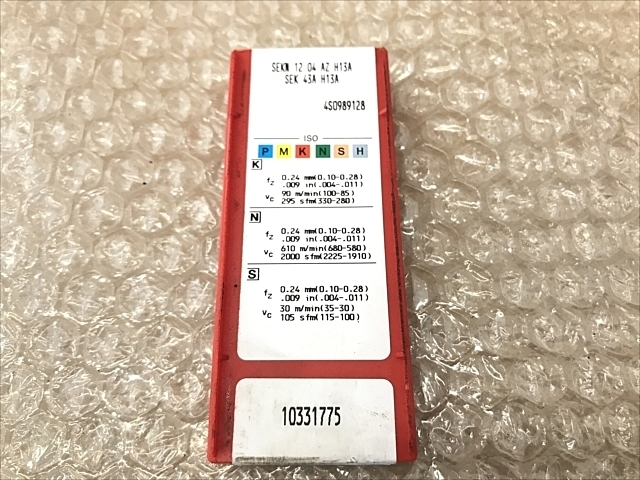 SEKN 12 04 AZ H13A
SEK 43A H13A
4S0989128
ISO
P M K N S H
K
fz 0.24 mm(0.10-0.28)
.009 in(.004-.011)
vc 90 m/min(100-85)
295 sfm(330-280)
N
fz 0.24 mm(0.10-0.28)
.009 in(.004-.011)
vc 610 m/min(680-580)
2000 sfm(2225-1910)
S
fz 0.24 mm(0.10-0.28)
.009 in(.004-.011)
vc 30 m/min(35-30)
105 sfm(115-100)
10331775